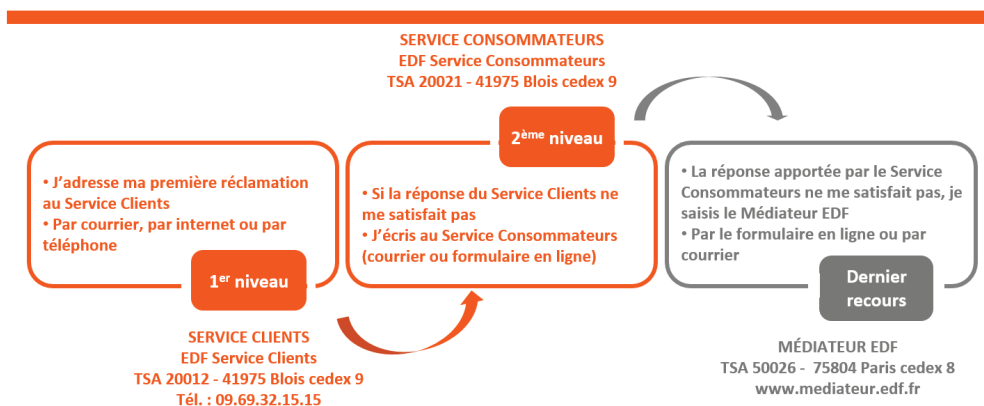 SERVICE CONSOMMATEURS
EDF Service Consommateurs
TSA 20021 - 41975 Blois cedex 9
2ème niveau
• J’adresse ma première réclamation
au Service Clients
• Par courrier, par internet ou par
téléphone
1er niveau
SERVICE CLIENTS
EDF Service Clients
TSA 20012 - 41975 Blois cedex 9
Tél. : 09.69.32.15.15
• Si la réponse du Service Clients ne
me satisfait pas
• J’écris au Service Consommateurs
(courrier ou formulaire en ligne)
• La réponse apportée par le Service
Consommateurs ne me satisfait pas, je
saisis le Médiateur EDF
• Par le formulaire en ligne ou par
courrier
Dernier
recours
MÉDIATEUR EDF
TSA 50026 - 75804 Paris cedex 8
www.mediateur.edf.fr